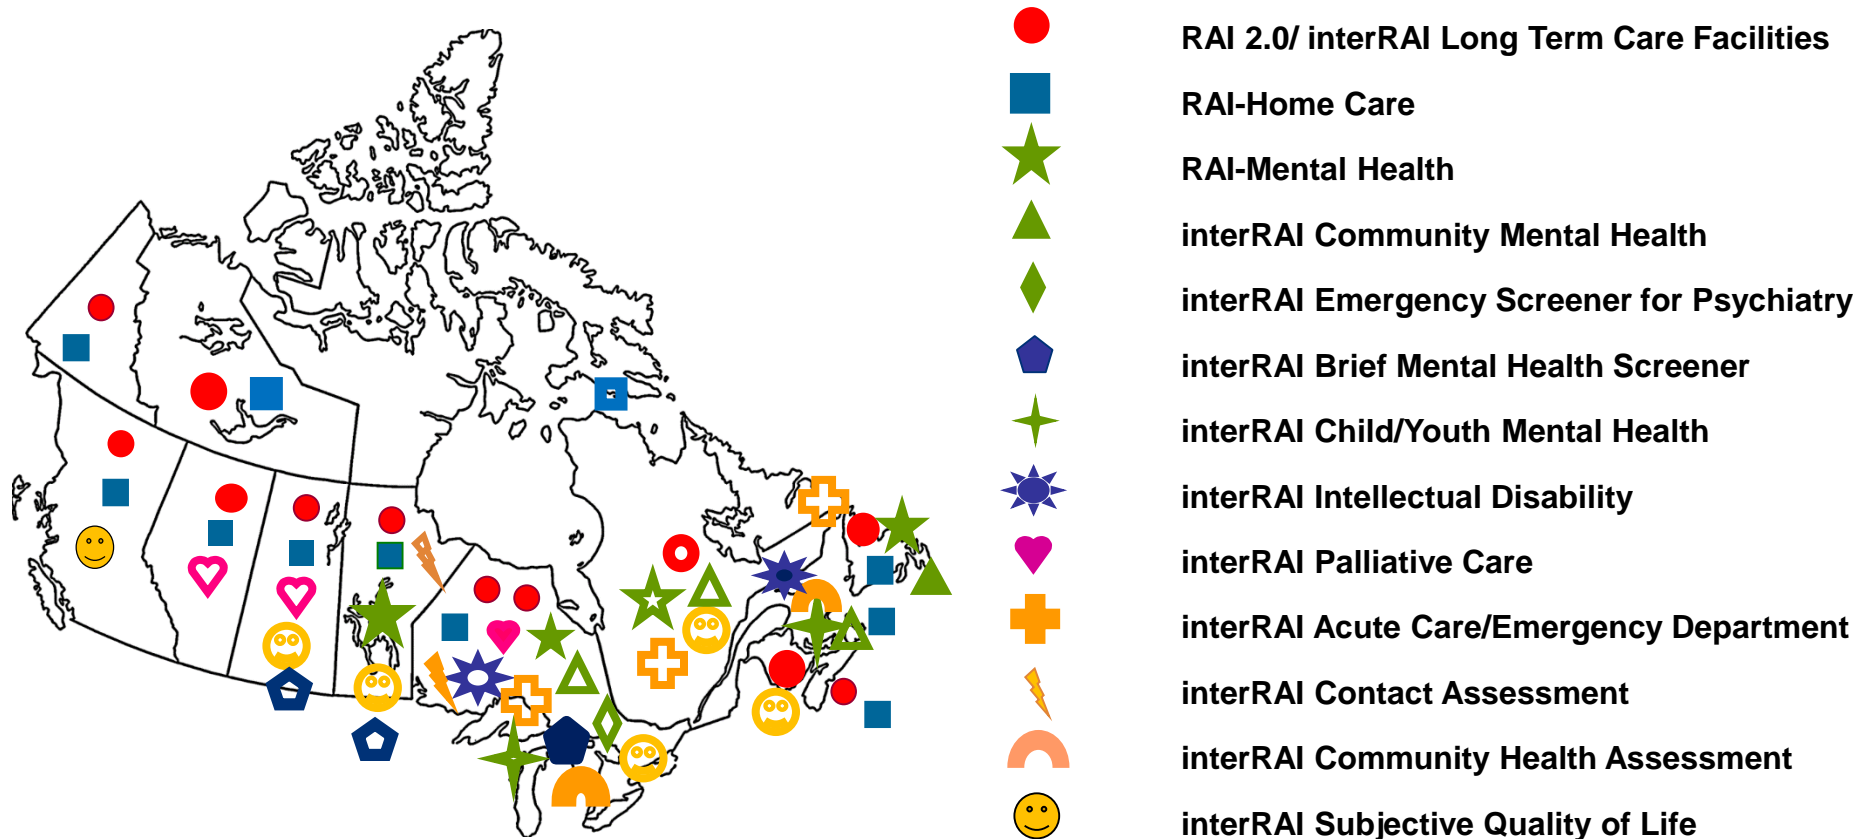 RAI 2.0/ interRAI Long Term Care Facilities
RAI-Home Care
RAI-Mental Health
interRAI Community Mental Health
interRAI Emergency Screener for Psychiatry
interRAI Brief Mental Health Screener
interRAI Child/Youth Mental Health
interRAI Intellectual Disability
interRAI Palliative Care
interRAI Acute Care/Emergency Department
interRAI Contact Assessment
interRAI Community Health Assessment
interRAI Subjective Quality of Life